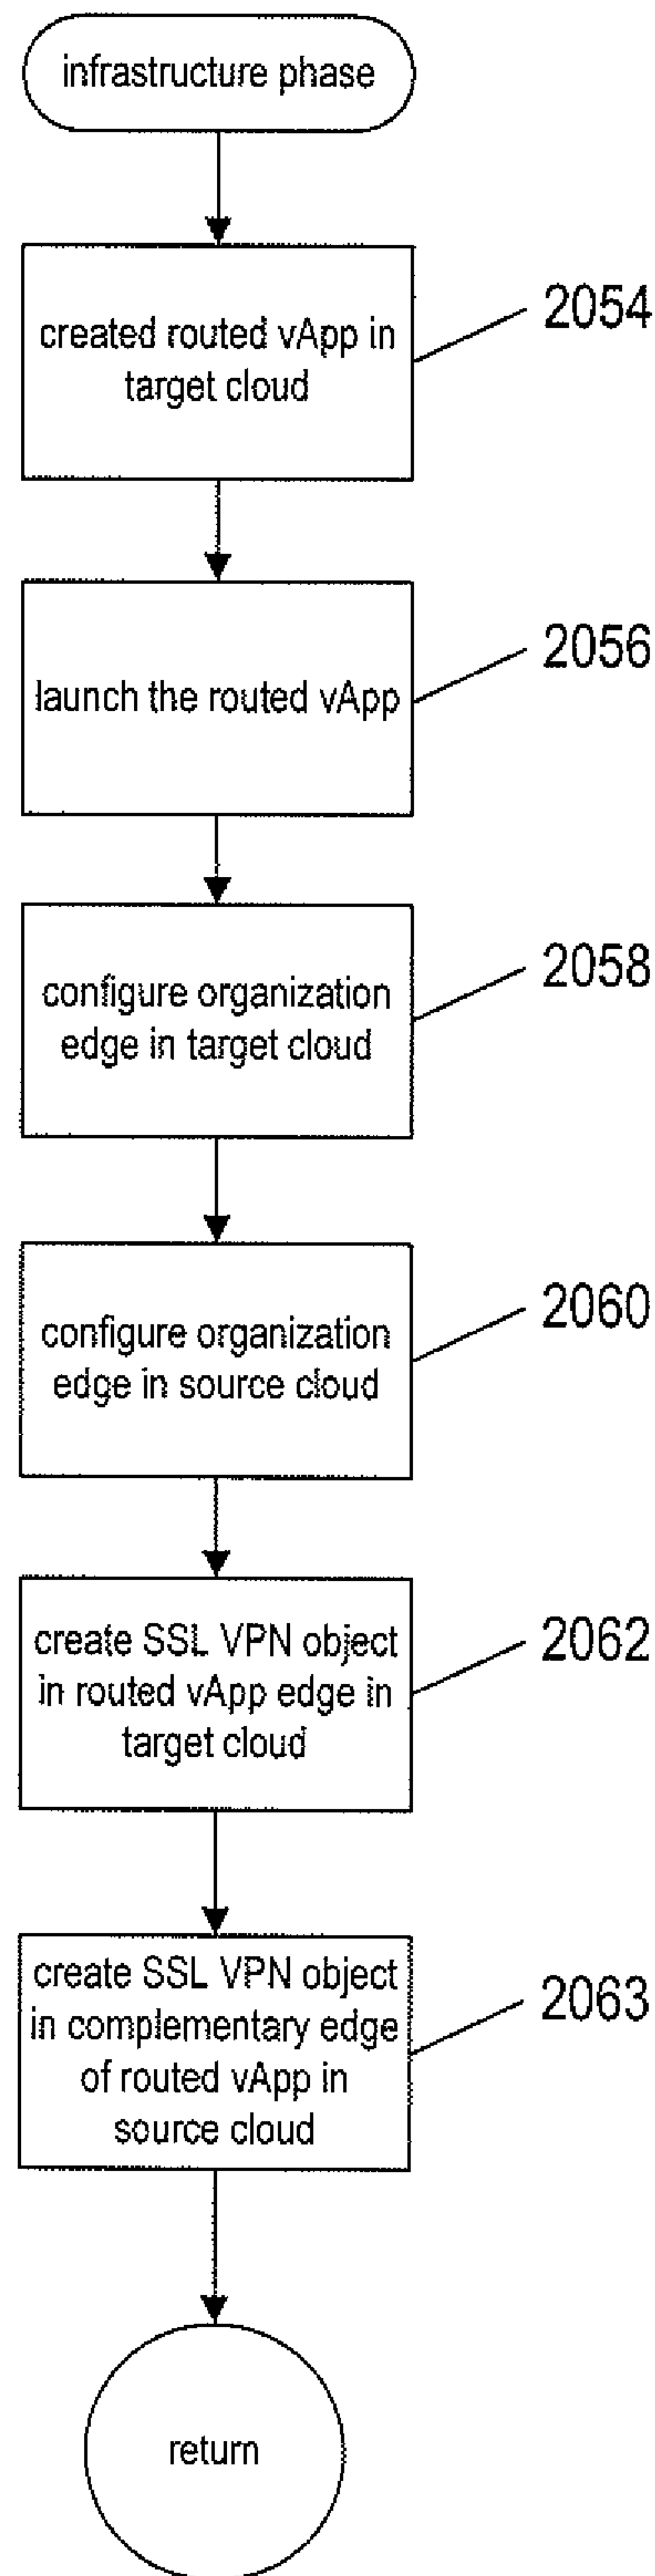 infrastructure phase
created routed vApp in
target cloud
2054
launch the routed vApp
2056
configure organization
edge in target cloud
2058
configure organization
edge in source cloud
2060
create SSL VPN object
in routed vApp edge in
target cloud
2062
create SSL VPN object
in complementary edge
of routed vApp in
source cloud
2063
return